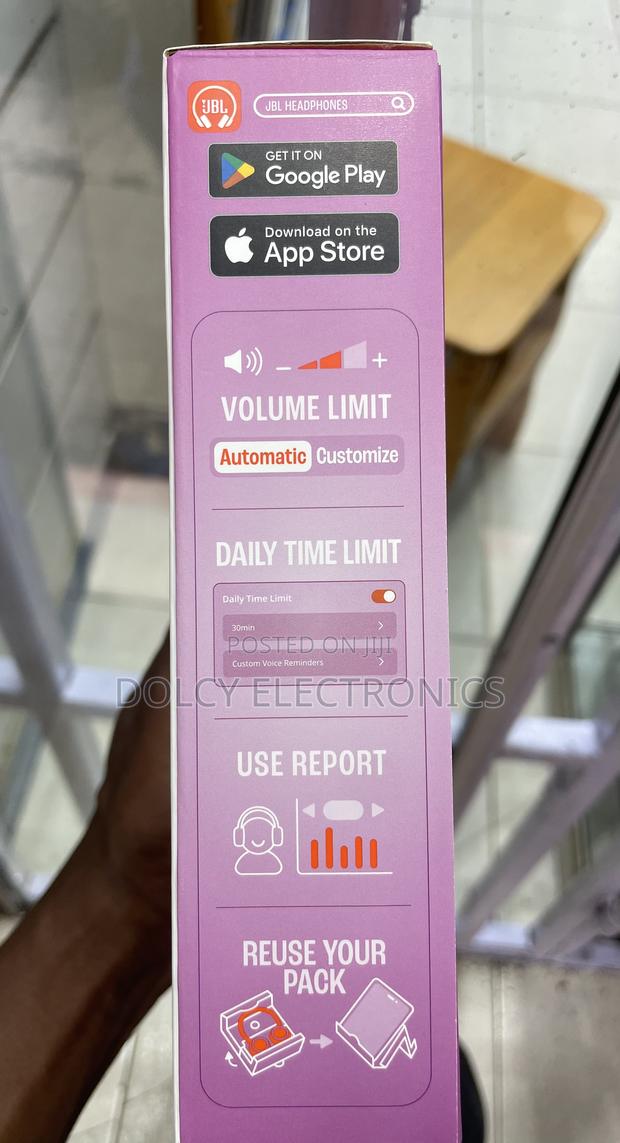 JBL
JBL HEADPHONES
GET IT ON
Google Play
Download on the
App Store
VOLUME LIMIT
Automatic Customize
DAILY TIME LIMIT
Daily Time Limit
30min
POSTED ON JIJI
Custom Voice Reminders
DOLCY ELECTRONICS
USE REPORT
REUSE YOUR
PACK